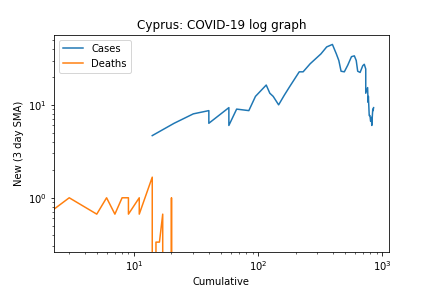 Cyprus: COVID-19 log graph
Cases
Deaths
New (3 day SMA)
10¹
10⁰
10¹
10²
10³
Cumulative